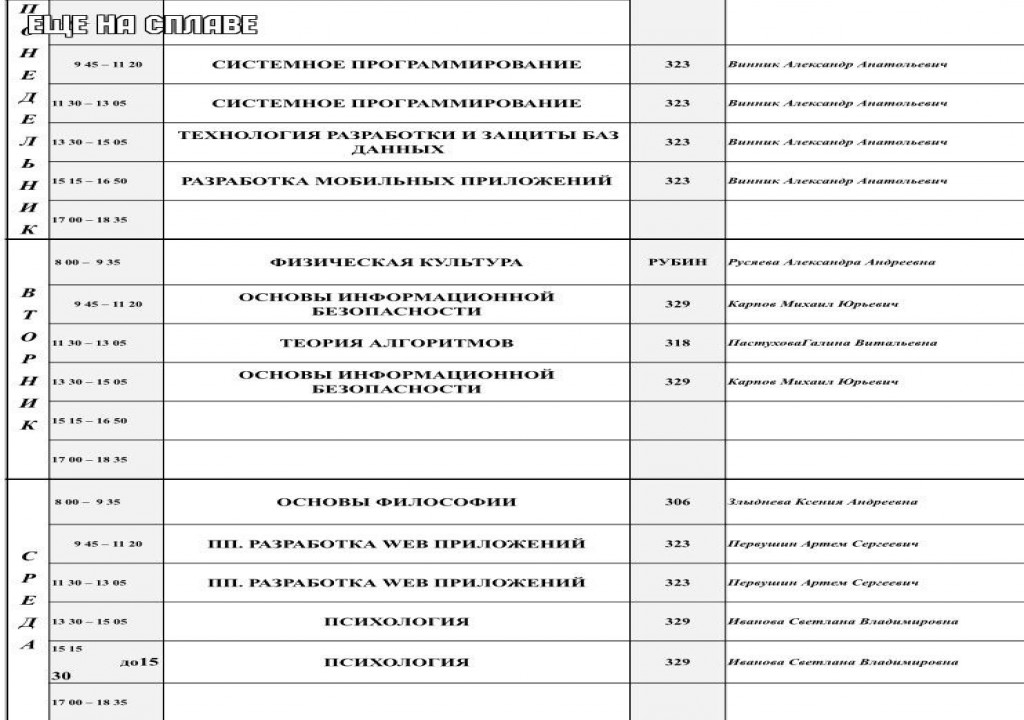 ПОНЕДЕЛЬНИК
ЕЩЕ НА СПЛАВЕ
9 45 – 11 20 СИСТЕМНОЕ ПРОГРАММИРОВАНИЕ 323 Винник Александр Анатольевич
11 30 – 13 05 СИСТЕМНОЕ ПРОГРАММИРОВАНИЕ 323 Винник Александр Анатольевич
13 30 – 15 05 ТЕХНОЛОГИЯ РАЗРАБОТКИ И ЗАЩИТЫ БАЗ
ДАННЫХ 323 Винник Александр Анатольевич
15 15 – 16 50 РАЗРАБОТКА МОБИЛЬНЫХ ПРИЛОЖЕНИЙ 323 Винник Александр Анатольевич
17 00 – 18 35
ВТОРНИК
8 00 – 9 35 ФИЗИЧЕСКАЯ КУЛЬТУРА РУБИН Русяева Александра Андреевна
9 45 – 11 20 ОСНОВЫ ИНФОРМАЦИОННОЙ
БЕЗОПАСНОСТИ 329 Карпов Михаил Юрьевич
11 30 – 13 05 ТЕОРИЯ АЛГОРИТМОВ 318 ПастуховаГалина Витальевна
13 30 – 15 05 ОСНОВЫ ИНФОРМАЦИОННОЙ
БЕЗОПАСНОСТИ 329 Карпов Михаил Юрьевич
15 15 – 16 50
17 00 – 18 35
СРЕДА
8 00 – 9 35 ОСНОВЫ ФИЛОСОФИИ 306 Злыднева Ксения Андреевна
9 45 – 11 20 ПП. РАЗРАБОТКА WEB ПРИЛОЖЕНИЙ 323 Первушин Артем Сергеевич
11 30 – 13 05 ПП. РАЗРАБОТКА WEB ПРИЛОЖЕНИЙ 323 Первушин Артем Сергеевич
13 30 – 15 05 ПСИХОЛОГИЯ 329 Иванова Светлана Владимировна
15 15
до15
30 ПСИХОЛОГИЯ 329 Иванова Светлана Владимировна
17 00 – 18 35